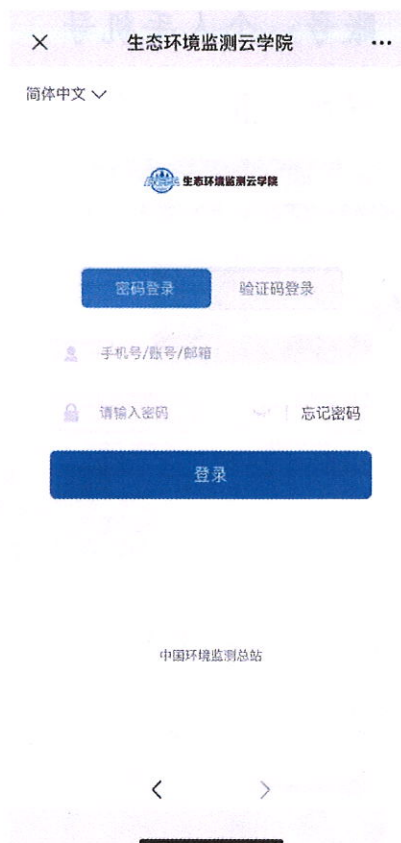 生态环境监测云学院
简体中文
生态环境监测云学院
密码登录 验证码登录
手机号/账号/邮箱
请输入密码 忘记密码
登录
中国环境监测总站